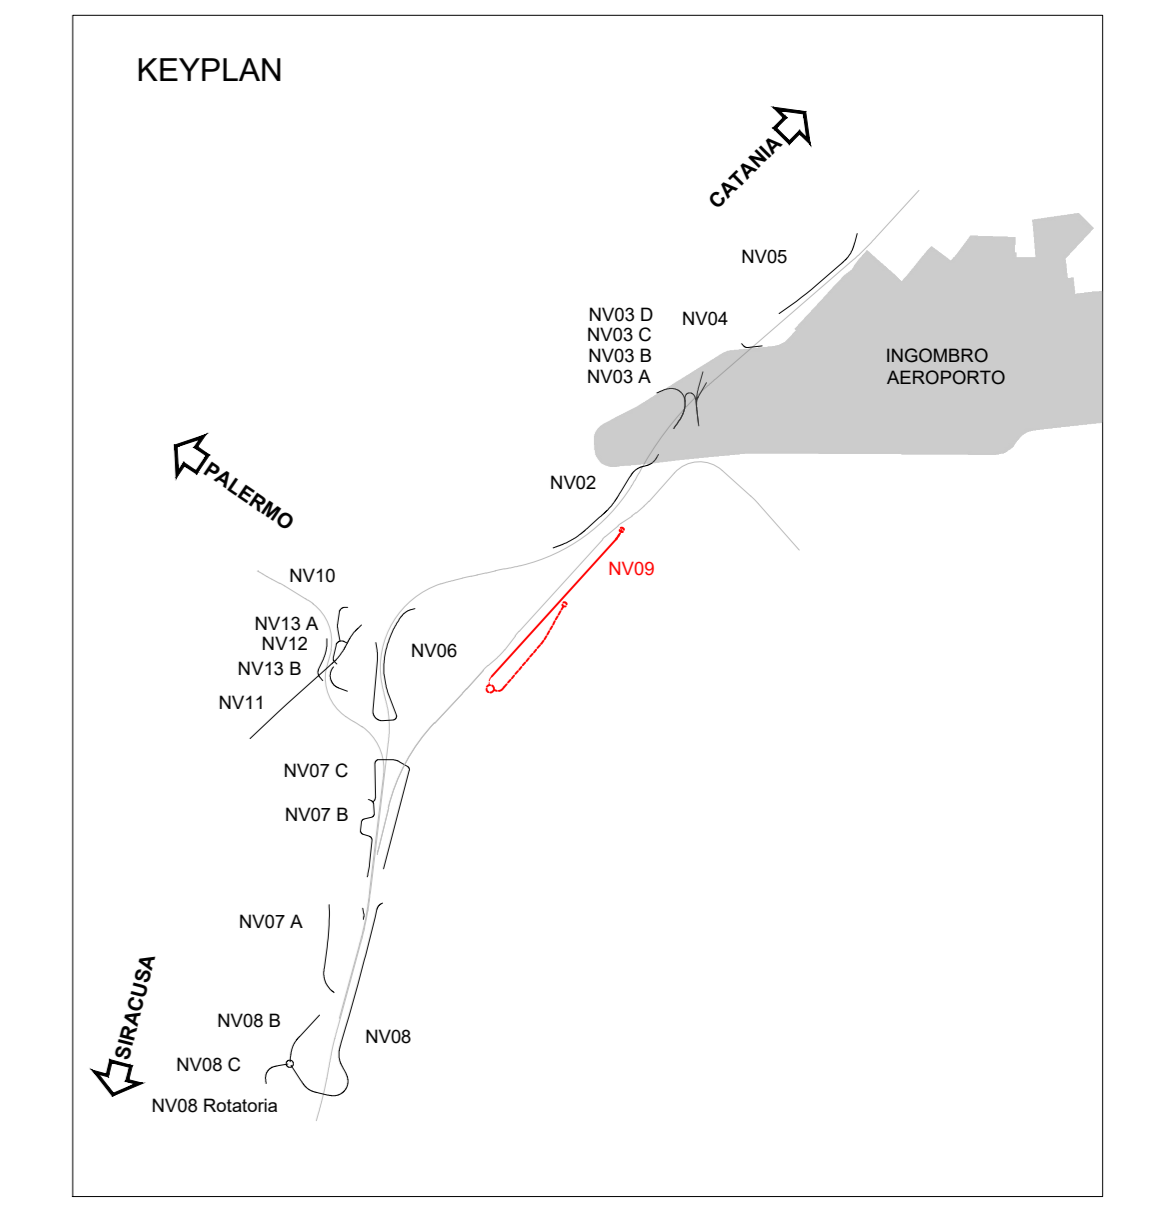 KEYPLAN
CATANIA
NV05
NV03 D
NV04
NV03 C
NV03 B
NV03 A
INGOMBRO
AEROPORTO
PALERMO
NV02
NV09
NV10
NV13 A
NV12
NV13 B
NV06
NV11
NV07 C
NV07 B
NV07 A
SIRACUSA
NV08 B
NV08
NV08 C
NV08 Rotatoria